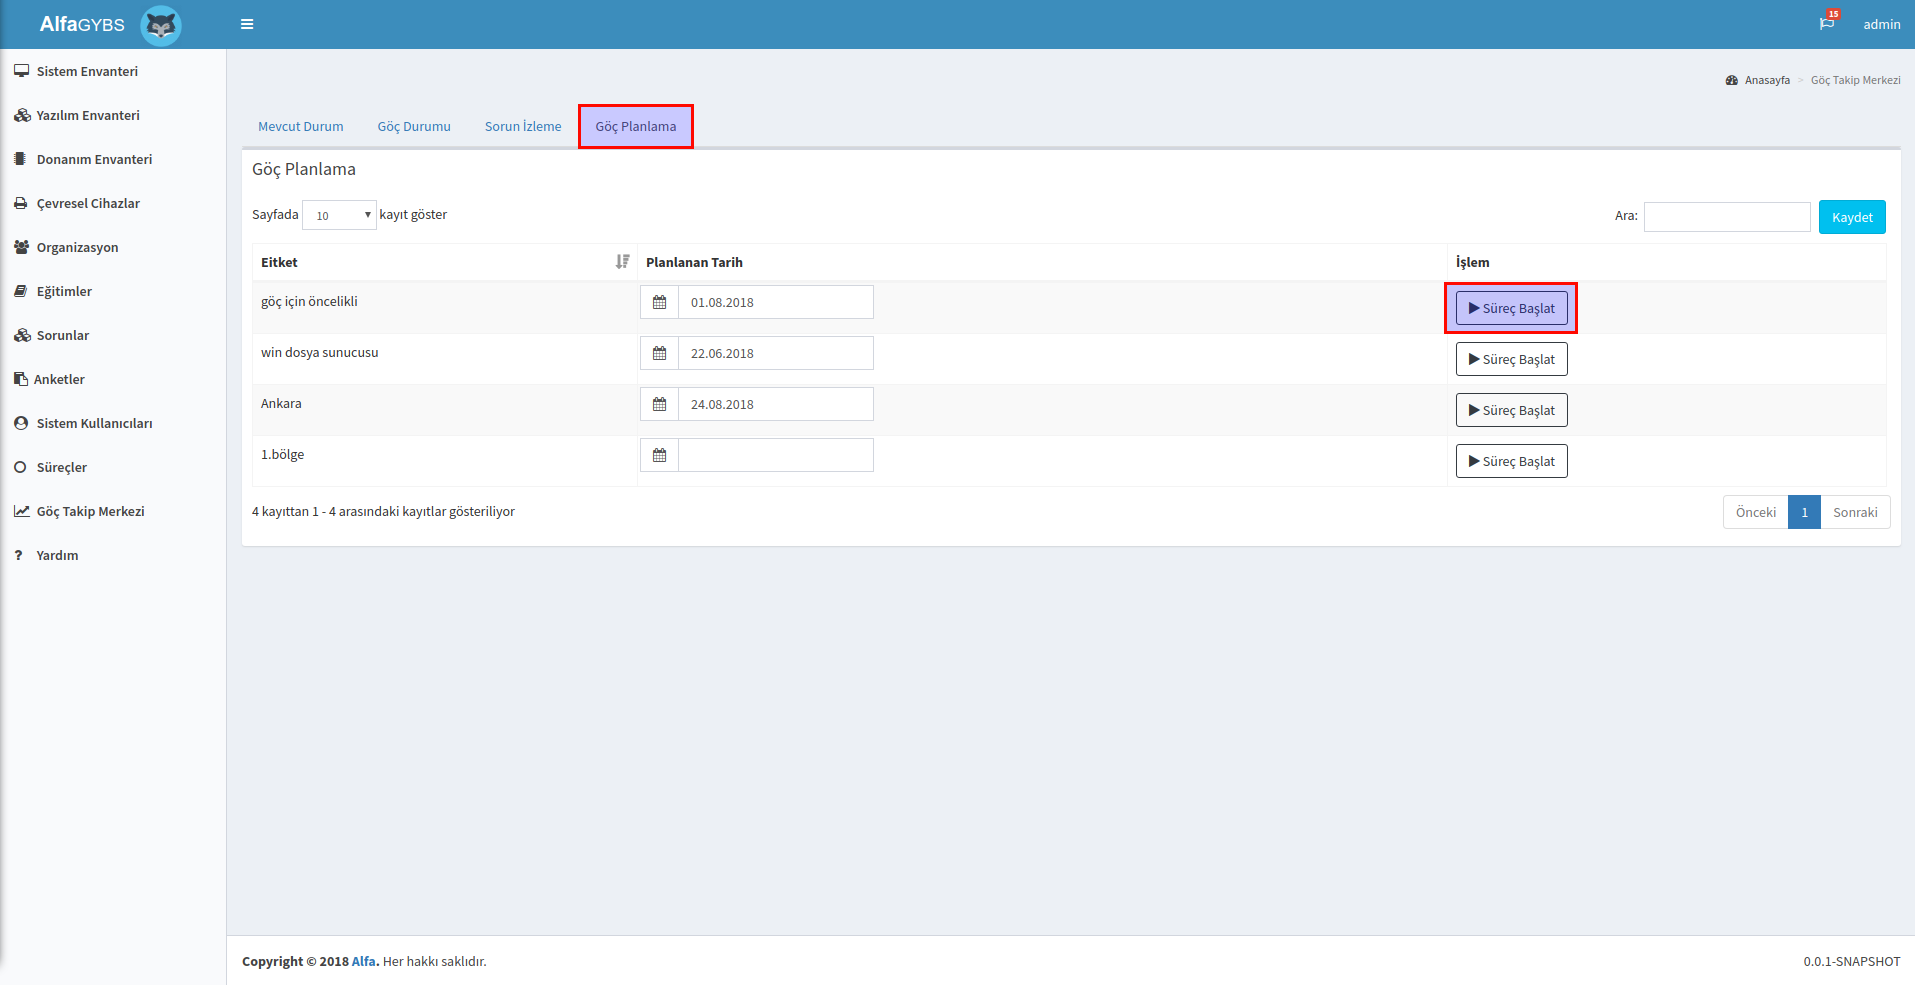 AlfaGYBS
15
admin
Sistem Envanteri
Yazılım Envanteri
Donanım Envanteri
Çevresel Cihazlar
Organizasyon
Eğitimler
Sorunlar
Anketler
Sistem Kullanıcıları
Süreçler
Göç Takip Merkezi
Yardım
Anasayfa > Göç Takip Merkezi
Mevcut Durum Göç Durumu Sorun İzleme Göç Planlama
Göç Planlama
Sayfada 10 kayıt göster Ara: Kaydet
Eitket Planlanan Tarih İşlem
göç için öncelikli 01.08.2018 Süreç Başlat
win dosya sunucusu 22.06.2018 Süreç Başlat
Ankara 24.08.2018 Süreç Başlat
1.bölge Süreç Başlat
4 kayıttan 1 - 4 arasındaki kayıtlar gösteriliyor Önceki 1 Sonraki
Copyright © 2018 Alfa. Her hakkı saklıdır. 0.0.1-SNAPSHOT